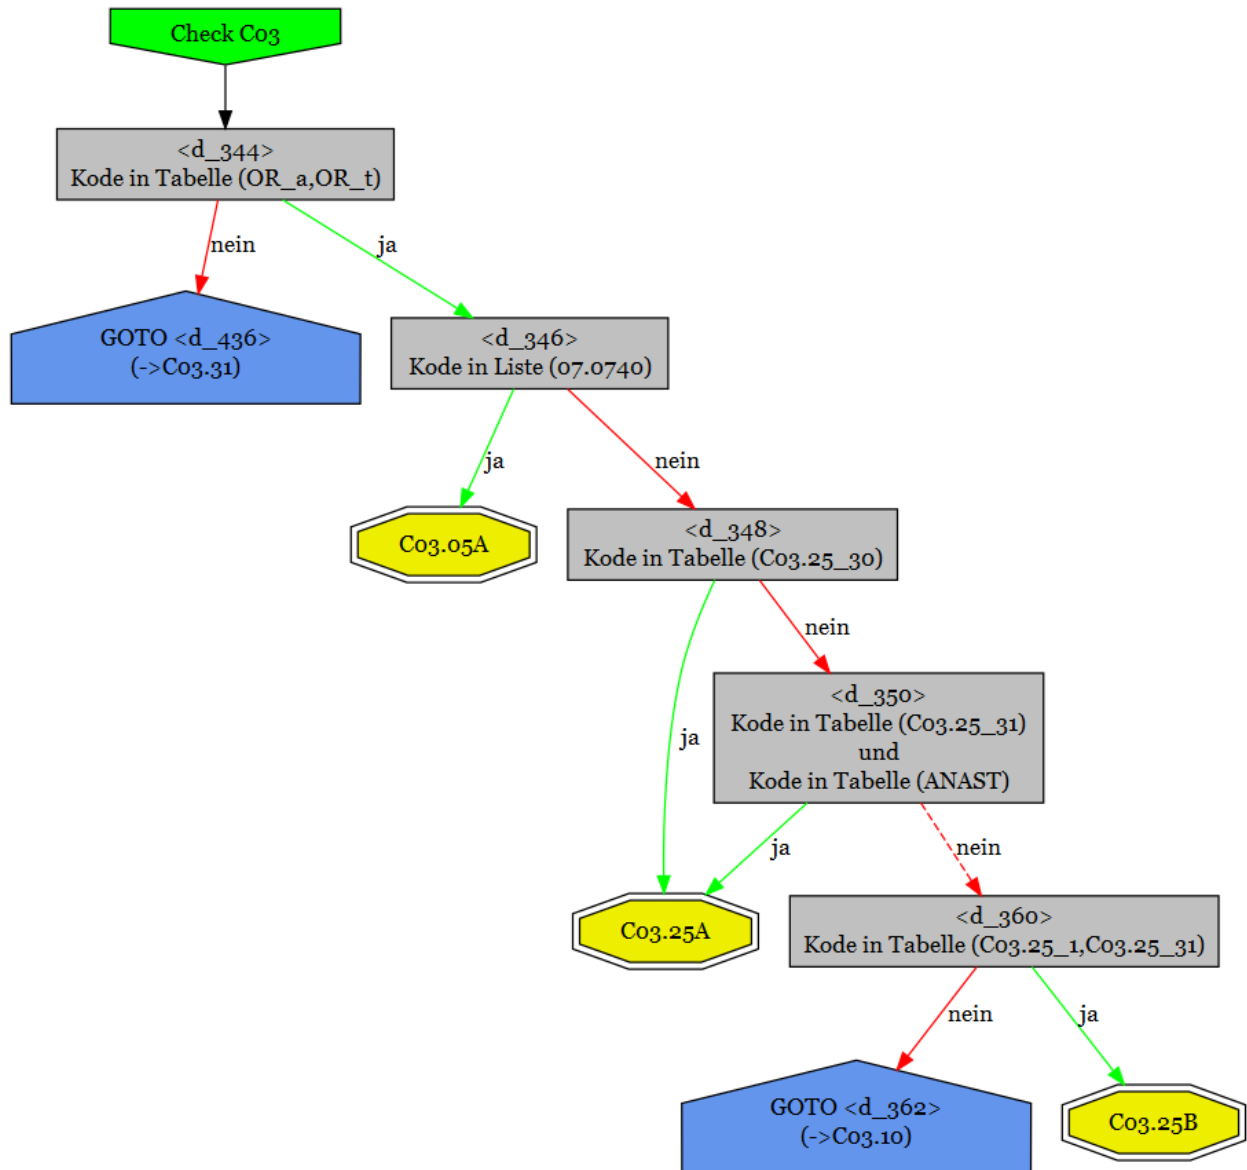 Check C03
<d_344>
Kode in Tabelle (OR_a,OR_t)
nein
ja
GOTO <d_436>
(->C03.31)
<d_346>
Kode in Liste (07.0740)
ja
nein
C03.05A
<d_348>
Kode in Tabelle (C03.25_30)
nein
ja
<d_350>
Kode in Tabelle (C03.25_31)
und
Kode in Tabelle (ANAST)
ja
nein
C03.25A
<d_360>
Kode in Tabelle (C03.25_1,C03.25_31)
nein
ja
GOTO <d_362>
(->C03.10)
C03.25B